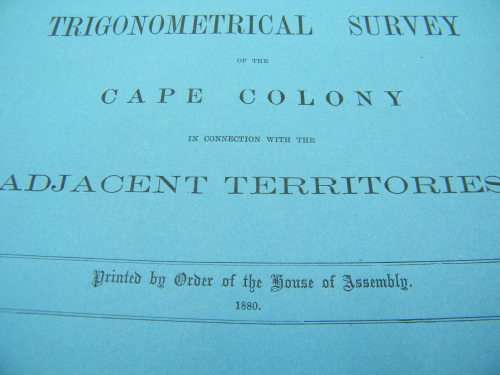 TRIGONOMETRICAL SURVEY
OF THE
CAPE COLONY
IN CONNECTION WITH THE
ADJACENT TERRITORIES
Printed by Order of the House of Assembly.
1880.